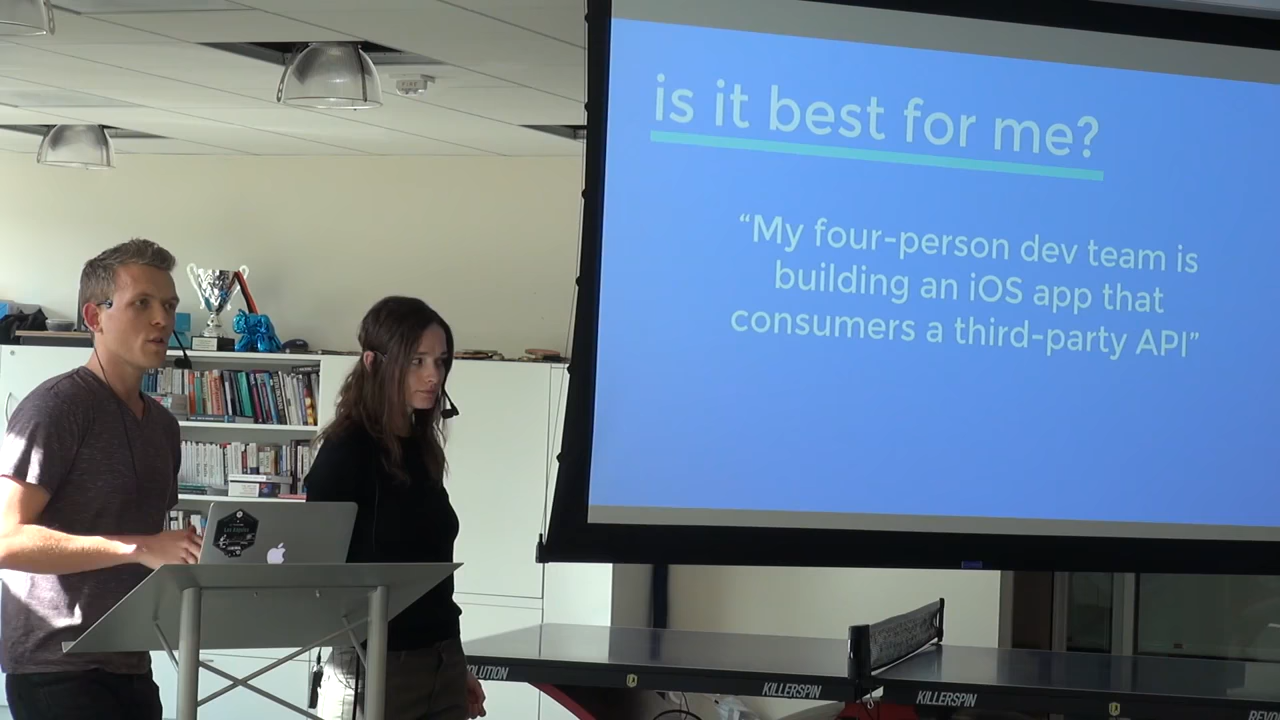 is it best for me?
“My four-person dev team is
building an iOS app that
consumers a third-party API”
KILLERSPIN
KILLERSPIN